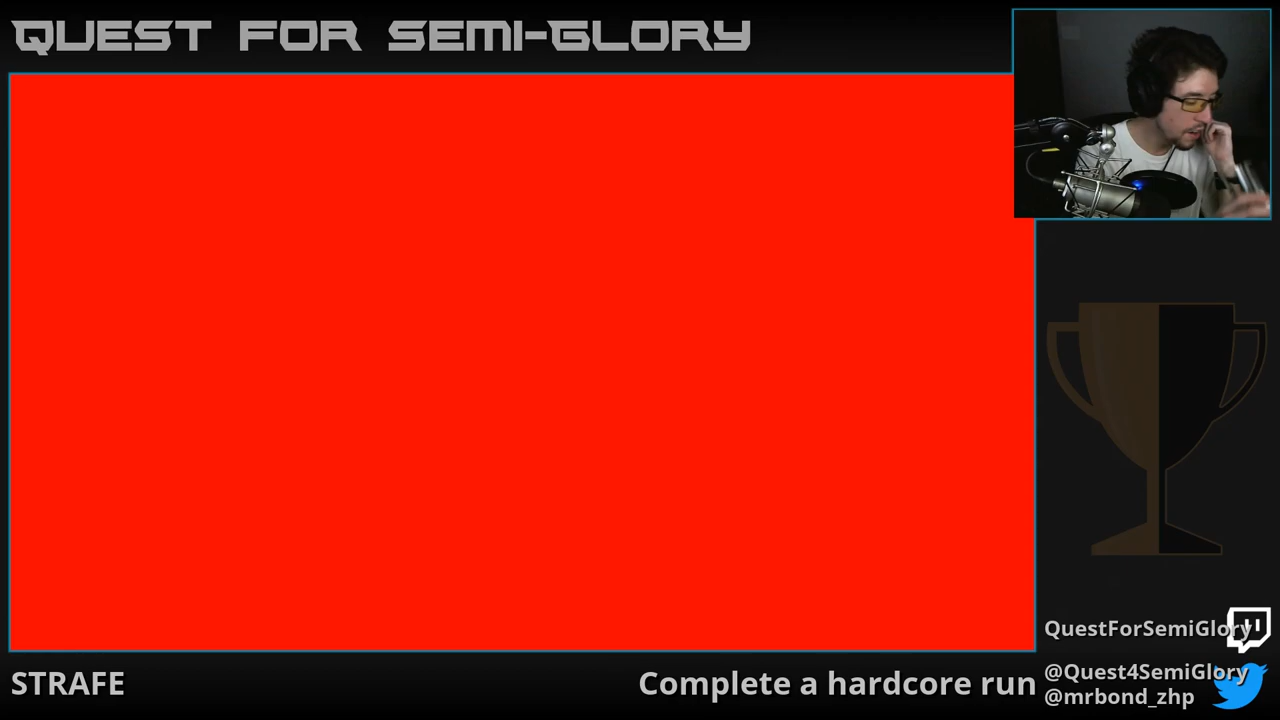 QUEST FOR SEMI-GLORY
QuestForSemiGlory
@Quest4SemiGlory
@mrbond_zhp
STRAFE
Complete a hardcore run